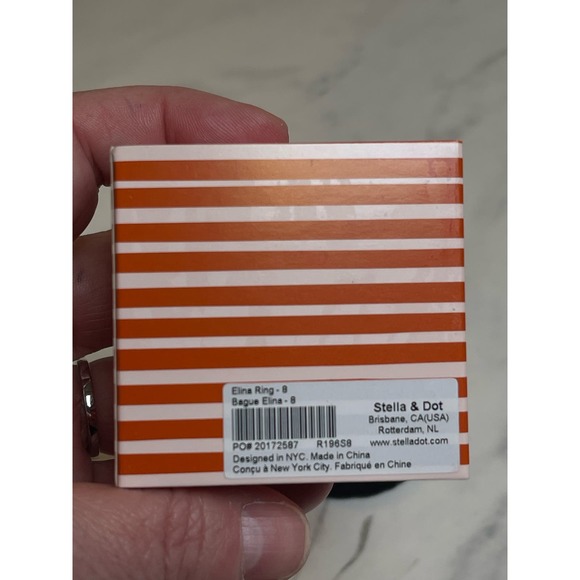 Elina Ring - 8
Bague Elina - 8
PO# 20172587 R196S8
Designed in NYC. Made in China
Conçu à New York City. Fabriqué en Chine
Stella & Dot
Brisbane, CA(USA)
Rotterdam, NL
www.stelladot.com